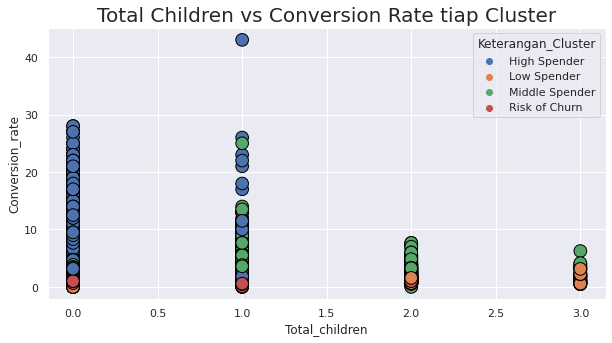 Total Children vs Conversion Rate tiap Cluster
Keterangan_Cluster
High Spender
Low Spender
Middle Spender
Risk of Churn
Conversion_rate
40
30
20
10
0
0.0 0.5 1.0 1.5 2.0 2.5 3.0
Total_children